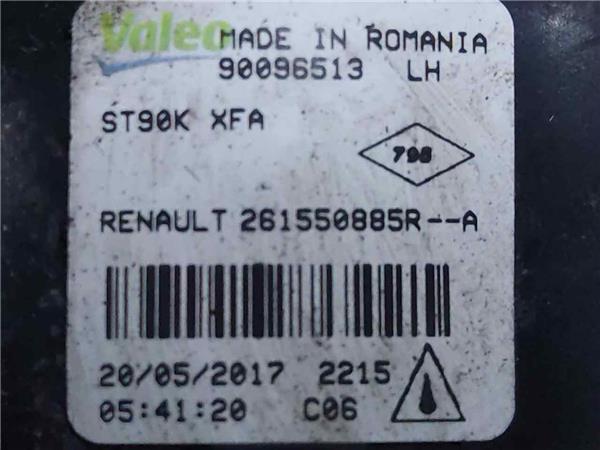 Valeo MADE IN ROMANIA
90096513 LH
ST90K XFA
798
RENAULT 261550885R--A
20/05/2017 2215
05:41:20 C06